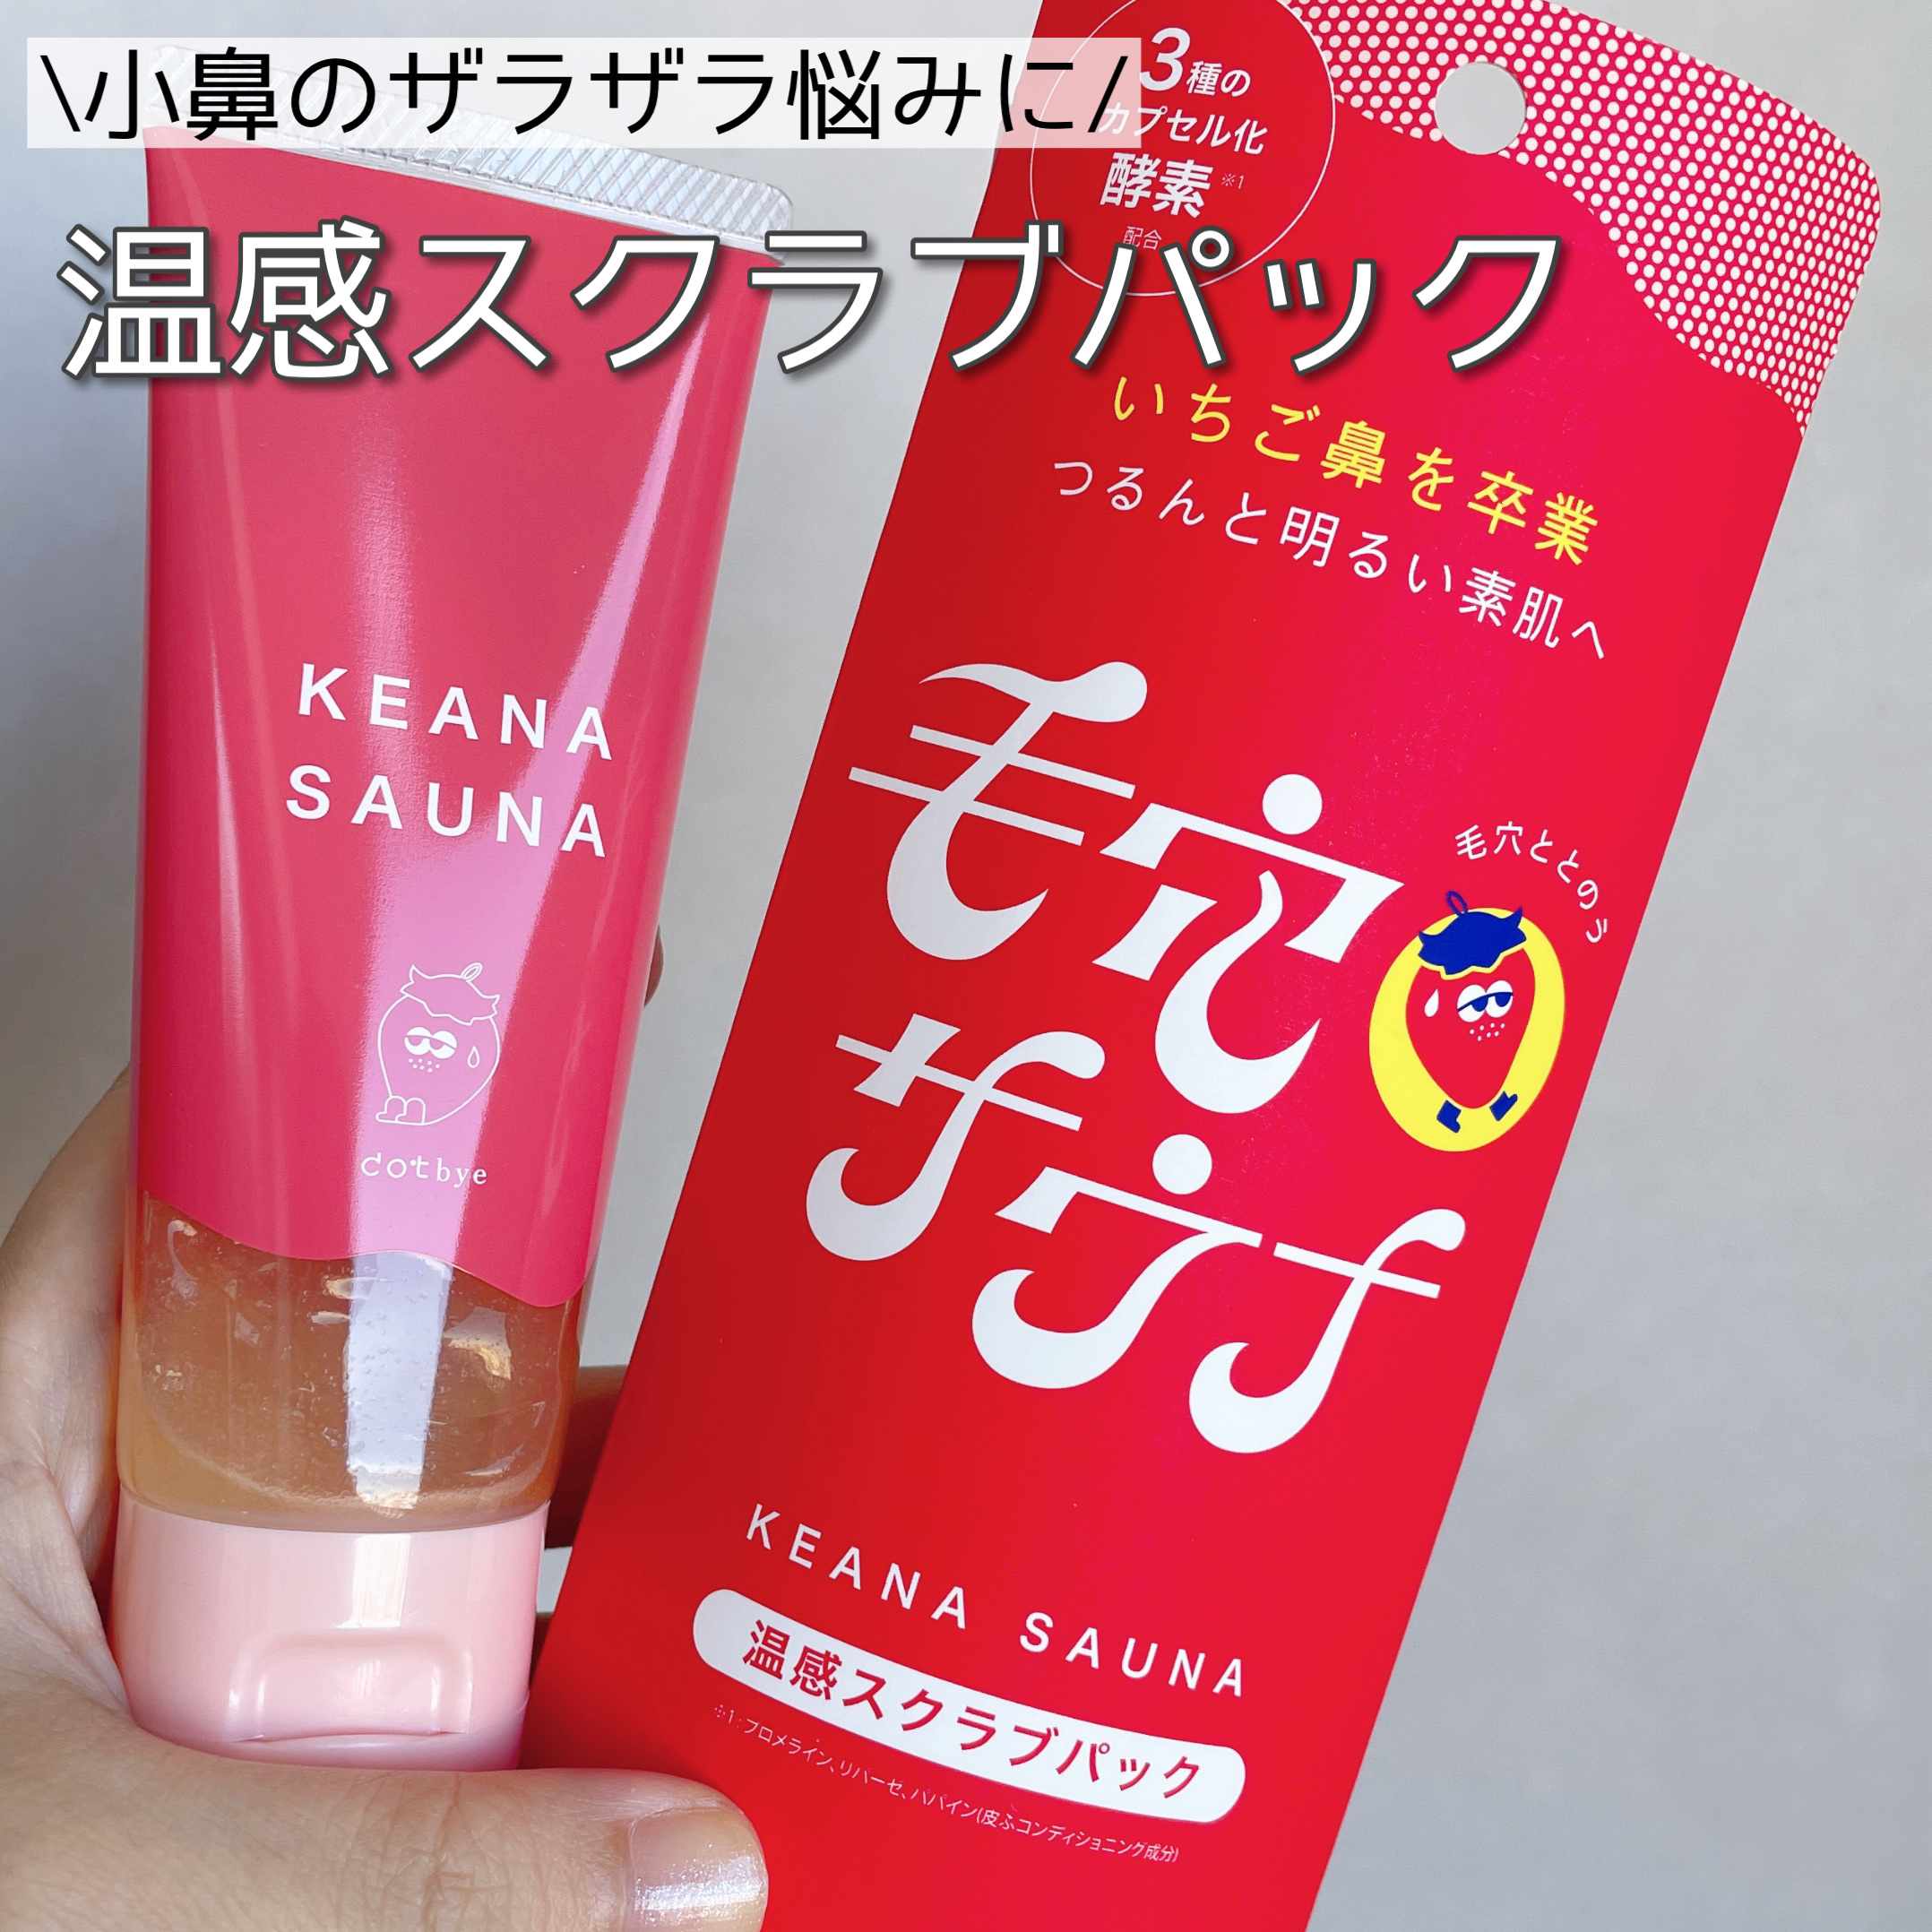 \小鼻のザラザラ悩みに/
温感スクラブパック
3種の
カプセル化
酵素 ※1
配合
いちご鼻を卒業
つるんと明るい素肌へ
毛穴
サウナ
毛穴ととのう
KEANA SAUNA
温感スクラブパック
※1:ブロメライン、リパーゼ、パパイン(皮ふコンディショニング成分)
KEANA
SAUNA
dotbye